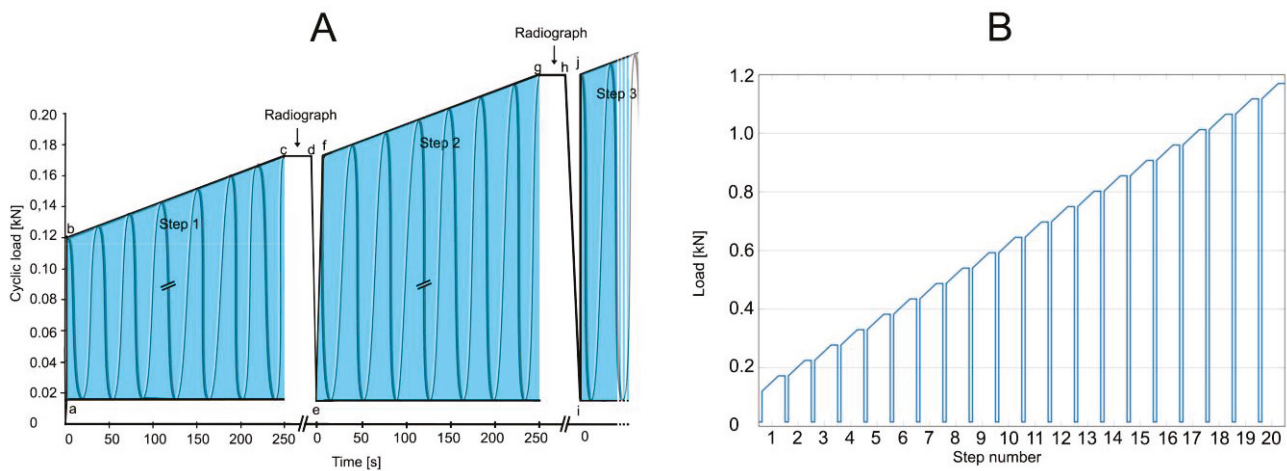 A
B
Radiograph
Radiograph
j
g h
Step 3
0.20
0.18
0.16
0.14
0.12
0.10
0.08
0.06
0.04
0.02
0
Cyclic load [kN]
c d f
Step 2
b
Step 1
a
e
i
0 50 100 150 200 250 0 50 100 150 200 250 0
Time [s]
1.2
1.0
0.8
0.6
0.4
0.2
0
Load [kN]
1 2 3 4 5 6 7 8 9 10 11 12 13 14 15 16 17 18 19 20
Step number